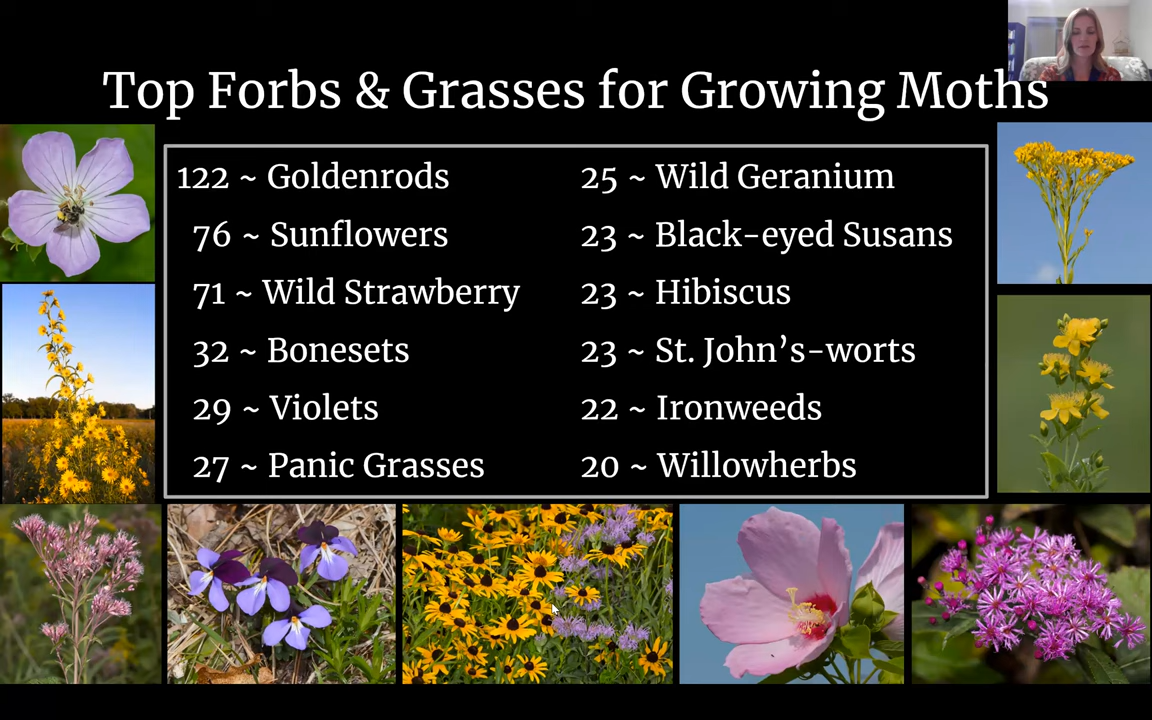 Top Forbs & Grasses for Growing Moths
122 ~ Goldenrods
76 ~ Sunflowers
71 ~ Wild Strawberry
32 ~ Bonesets
29 ~ Violets
27 ~ Panic Grasses
25 ~ Wild Geranium
23 ~ Black-eyed Susans
23 ~ Hibiscus
23 ~ St. John’s-worts
22 ~ Ironweeds
20 ~ Willowherbs